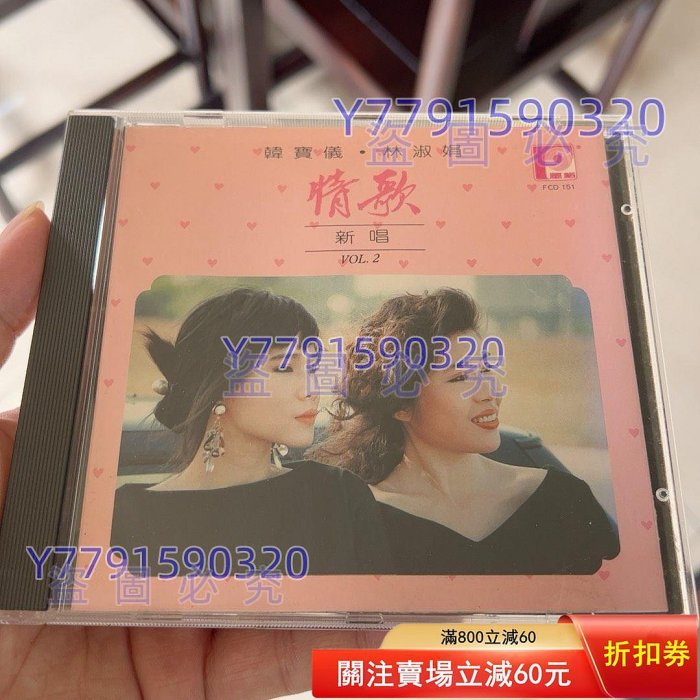 Y7791590320
盜圖必究
韓寶儀・林淑娟
情歌
新唱
VOL. 2
麗歌
FCD 151
Y7791590320
盜圖必究
Y7791590320
盜圖必究
滿800立減60
關注賣場立減60元
折扣券